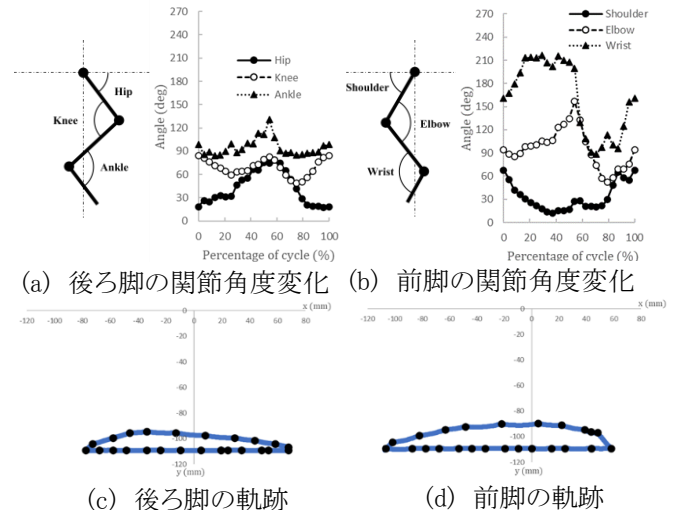 270
240
210
180
150
120
90
60
30
0
Angle (deg)
Hip
Knee
Ankle
Hip
Knee
Ankle
0 20 40 60 80 100
Percentage of cycle (%)
270
240
210
180
150
120
90
60
30
0
Angle (deg)
Shoulder
Elbow
Wrist
Shoulder
Elbow
Wrist
0 20 40 60 80 100
Percentage of cycle (%)
(a) 後ろ脚の関節角度変化 (b) 前脚の関節角度変化
x (mm)
-120 -100 -80 -60 -40 -20 0 20 40 60 80
0
-20
-40
-60
-80
-100
-120
y (mm)
x (mm)
-120 -100 -80 -60 -40 -20 0 20 40 60 80
0
-20
-40
-60
-80
-100
-120
y (mm)
(c) 後ろ脚の軌跡 (d) 前脚の軌跡